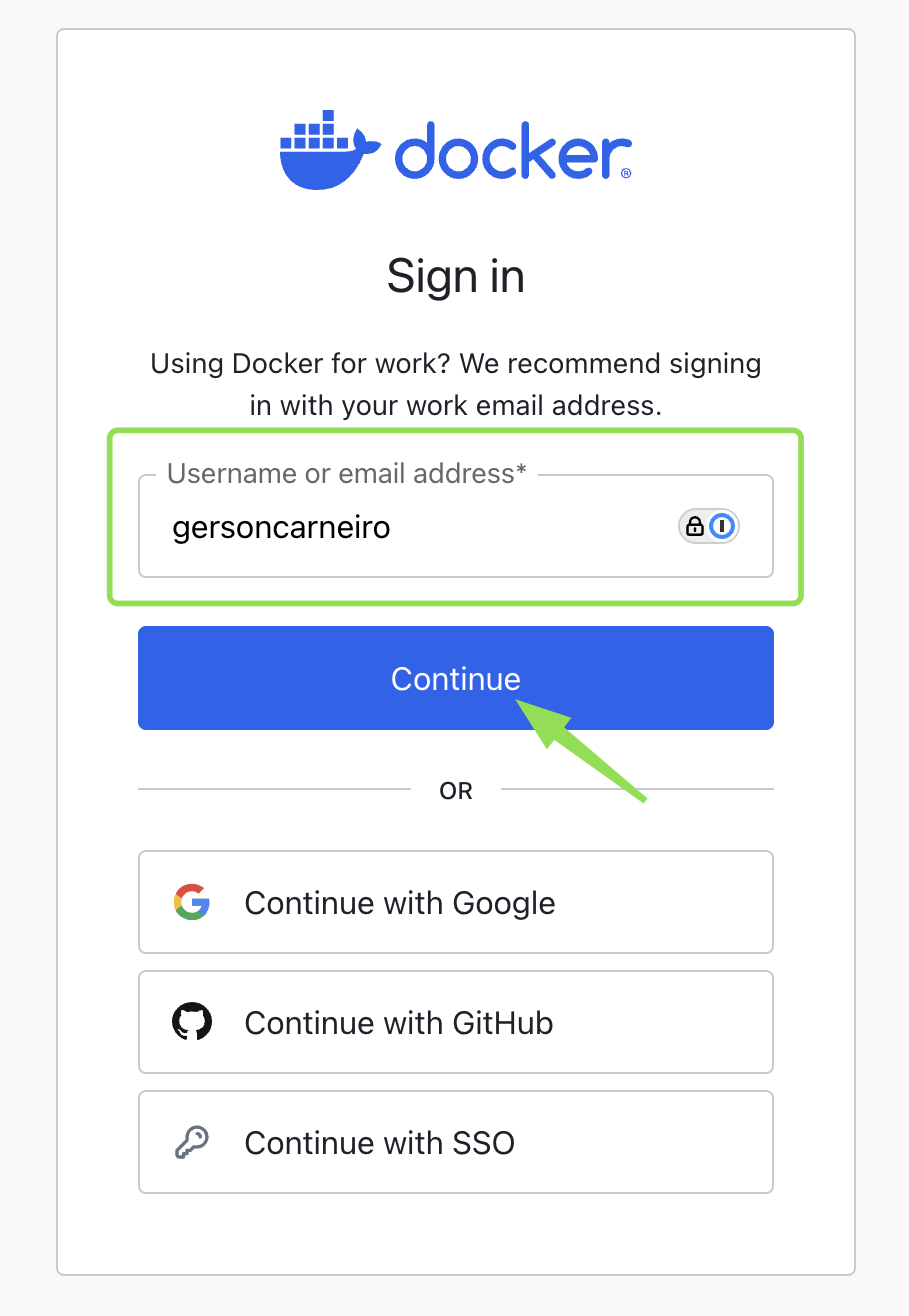 docker®
Sign in
Using Docker for work? We recommend signing
in with your work email address.
Username or email address*
gersoncarneiro
Continue
OR
Continue with Google
Continue with GitHub
Continue with SSO